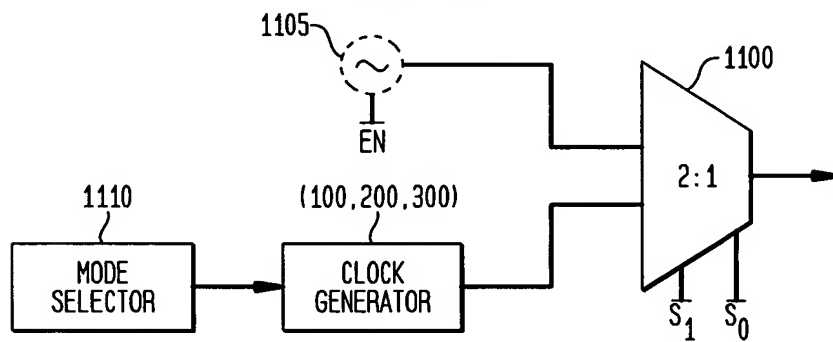 1105
1100
EN
2:1
1110
(100,200,300)
MODE
SELECTOR
CLOCK
GENERATOR
S1
S0